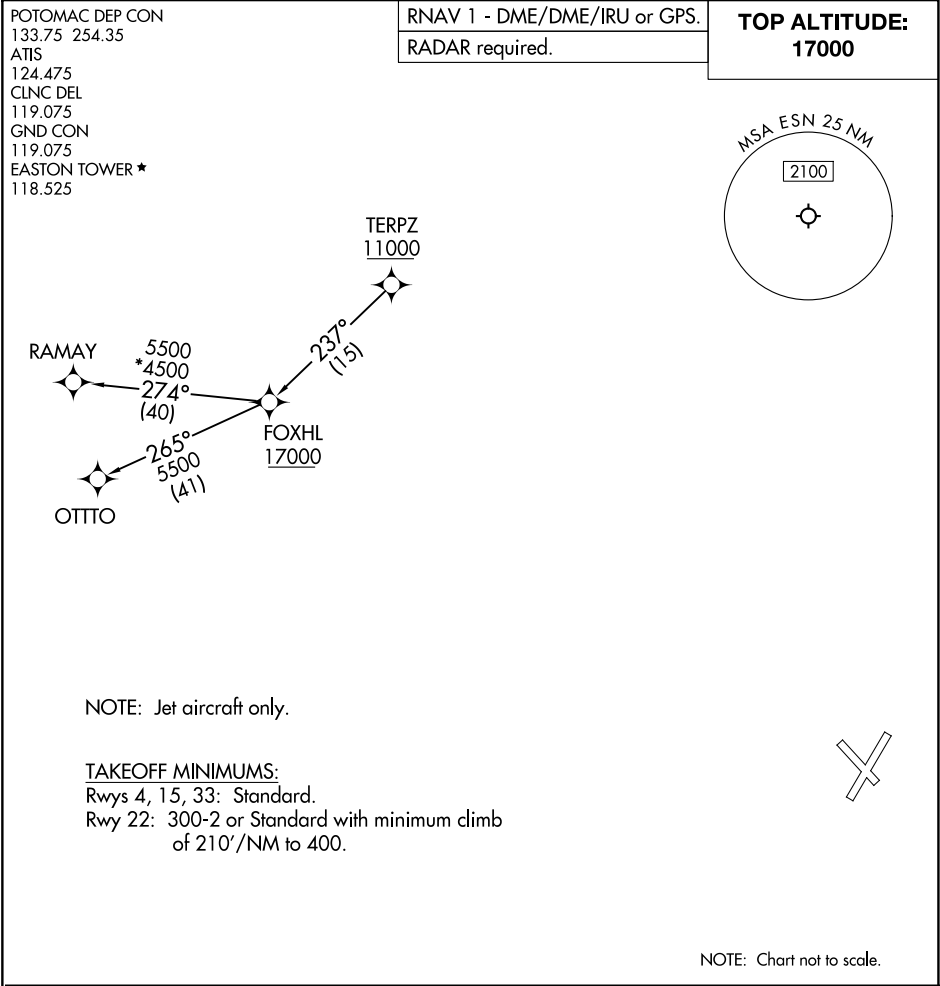 POTOMAC DEP CON
133.75 254.35
ATIS
124.475
CLNC DEL
119.075
GND CON
119.075
EASTON TOWER ★
118.525
RNAV 1 - DME/DME/IRU or GPS.
RADAR required.
TOP ALTITUDE:
17000
MSA ESN 25 NM
2100
TERPZ
11000
237°
(15)
RAMAY
5500
*4500
274°
(40)
FOXHL
17000
265°
5500
(41)
OTTTO
NOTE: Jet aircraft only.
TAKEOFF MINIMUMS:
Rwys 4, 15, 33: Standard.
Rwy 22: 300-2 or Standard with minimum climb
of 210'/NM to 400.
NOTE: Chart not to scale.